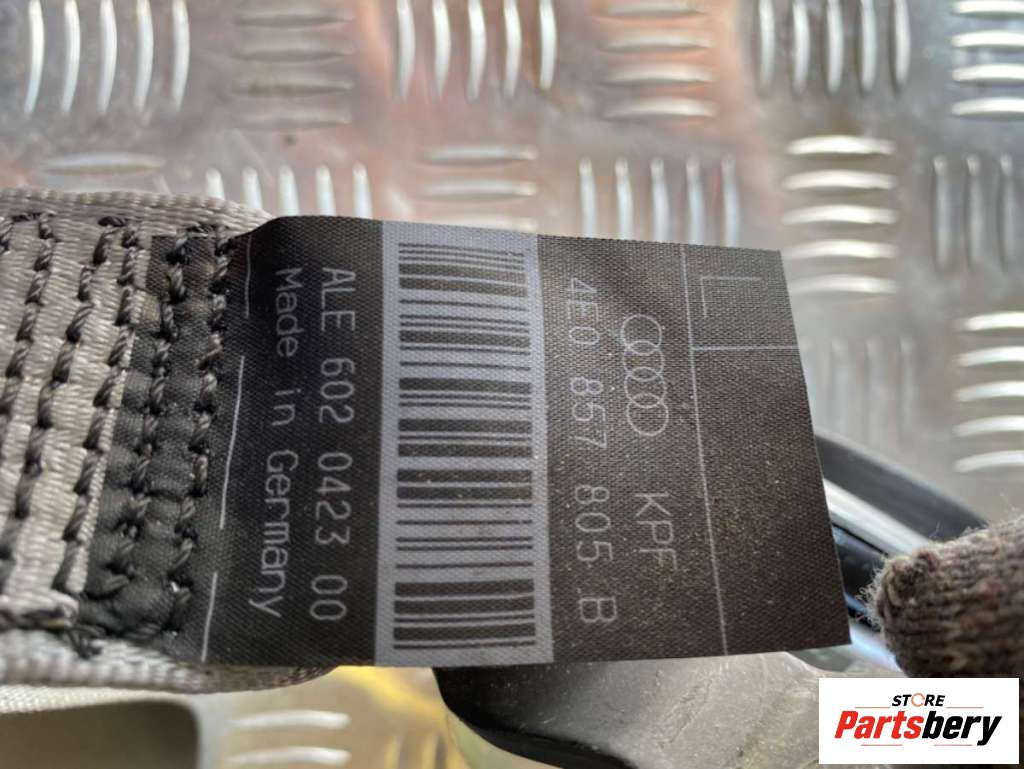 L
KPF
4E0 857 805 B
ALE 602 0423 00
Made in Germany
STORE
Partsbery